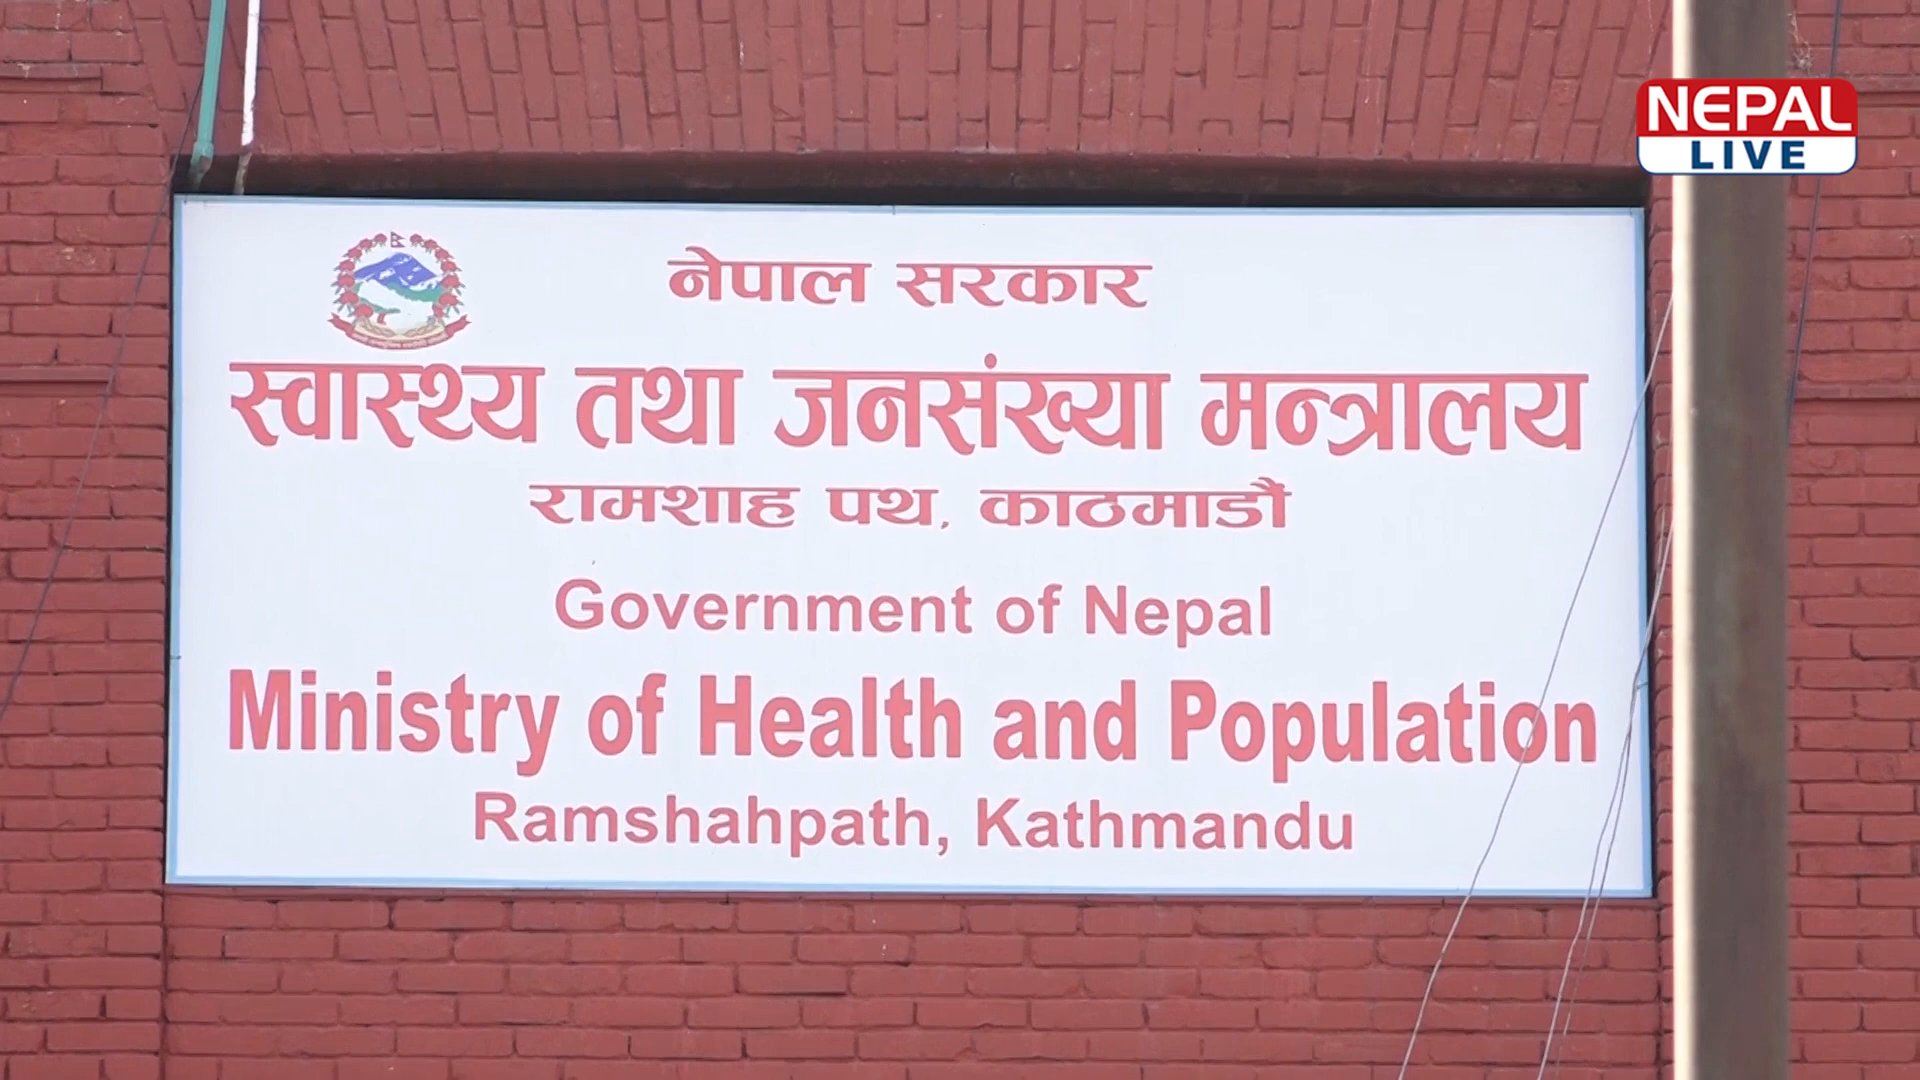 NEPAL
LIVE
नेपाल सरकार
स्वास्थ्य तथा जनसंख्या मन्त्रालय
रामशाह पथ, काठमाडौं
Government of Nepal
Ministry of Health and Population
Ramshahpath, Kathmandu